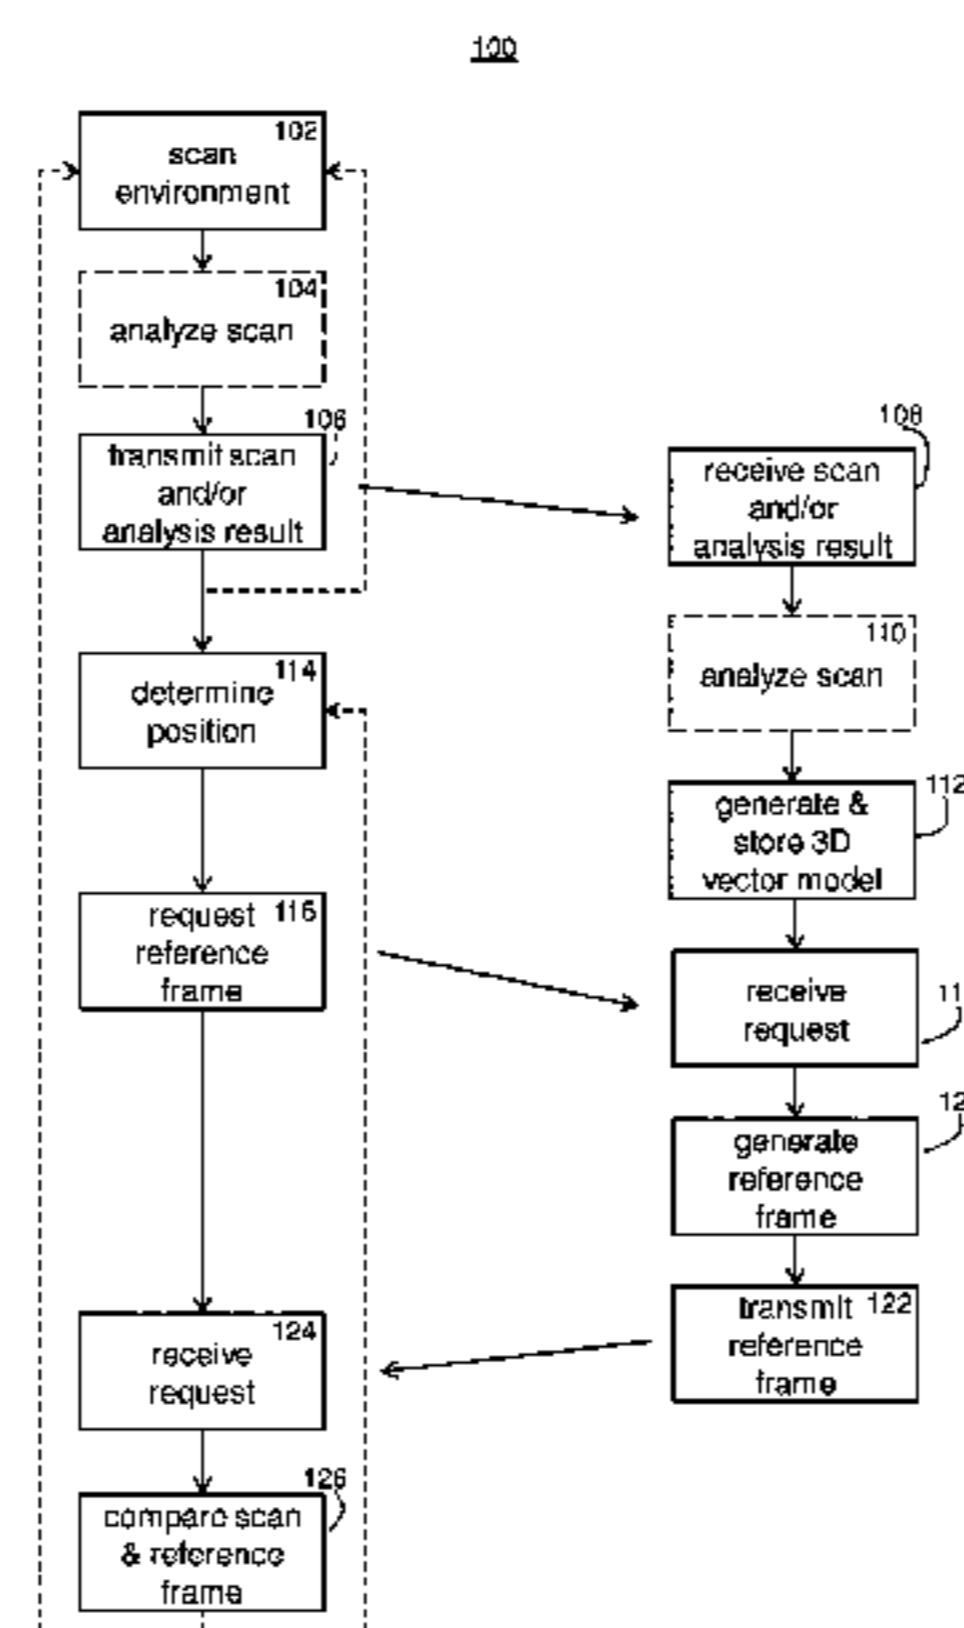 100
102
scan
environment
104
analyze scan
106
transmit scan
and/or
analysis result
108
receive scan
and/or
analysis result
110
analyze scan
114
determine
position
112
generate &
store 3D
vector model
116
request
reference
frame
11
receive
request
12
generate
reference
frame
122
transmit
reference
frame
124
receive
request
126
compare scan
& reference
frame